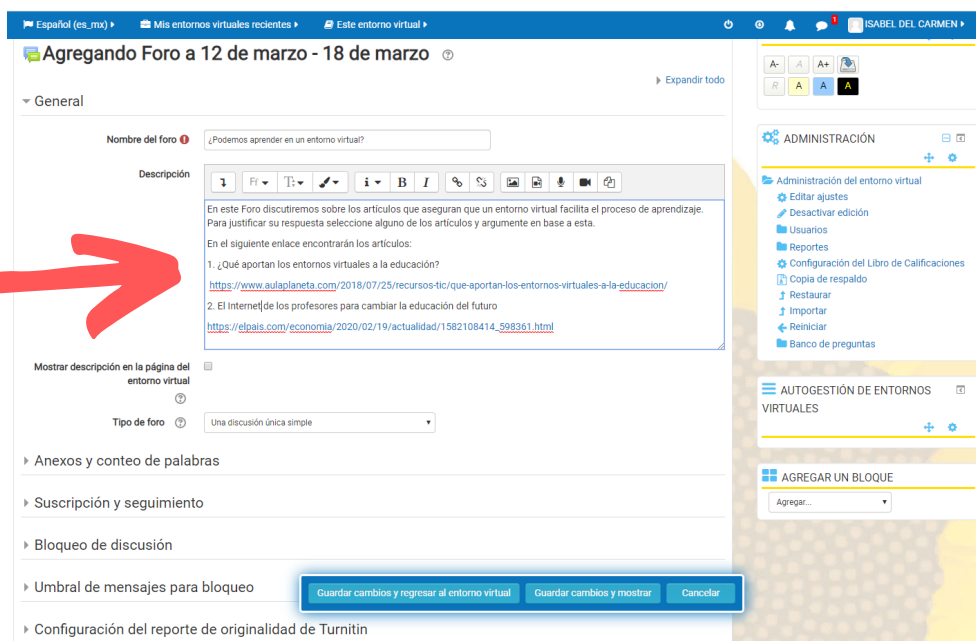 Español (es_mx)
Mis entornos virtuales recientes
Este entorno virtual
1
ISABEL DEL CARMEN
Agregando Foro a 12 de marzo - 18 de marzo
Expandir todo
General
Nombre del foro
¿Podemos aprender en un entorno virtual?
Descripción
Ff
T
i
B
I
En este Foro discutiremos sobre los artículos que aseguran que un entorno virtual facilita el proceso de aprendizaje.
Para justificar su respuesta seleccione alguno de los artículos y argumente en base a esta.
En el siguiente enlace encontrarán los artículos:
1. ¿Qué aportan los entornos virtuales a la educación?
https://www.aulaplaneta.com/2018/07/25/recursos-tic/que-aportan-los-entornos-virtuales-a-la-educacion/
2. El Internet de los profesores para cambiar la educación del futuro
https://elpais.com/economia/2020/02/19/actualidad/1582108414_598361.html
Mostrar descripción en la página del
entorno virtual
Tipo de foro
Una discusión única simple
Anexos y conteo de palabras
Suscripción y seguimiento
Bloqueo de discusión
Umbral de mensajes para bloqueo
Configuración del reporte de originalidad de Turnitin
Guardar cambios y regresar al entorno virtual
Guardar cambios y mostrar
Cancelar
A- A A+
R A A A
ADMINISTRACIÓN
Administración del entorno virtual
Editar ajustes
Desactivar edición
Usuarios
Reportes
Configuración del Libro de Calificaciones
Copia de respaldo
Restaurar
Importar
Reiniciar
Banco de preguntas
AUTOGESTIÓN DE ENTORNOS
VIRTUALES
AGREGAR UN BLOQUE
Agregar...